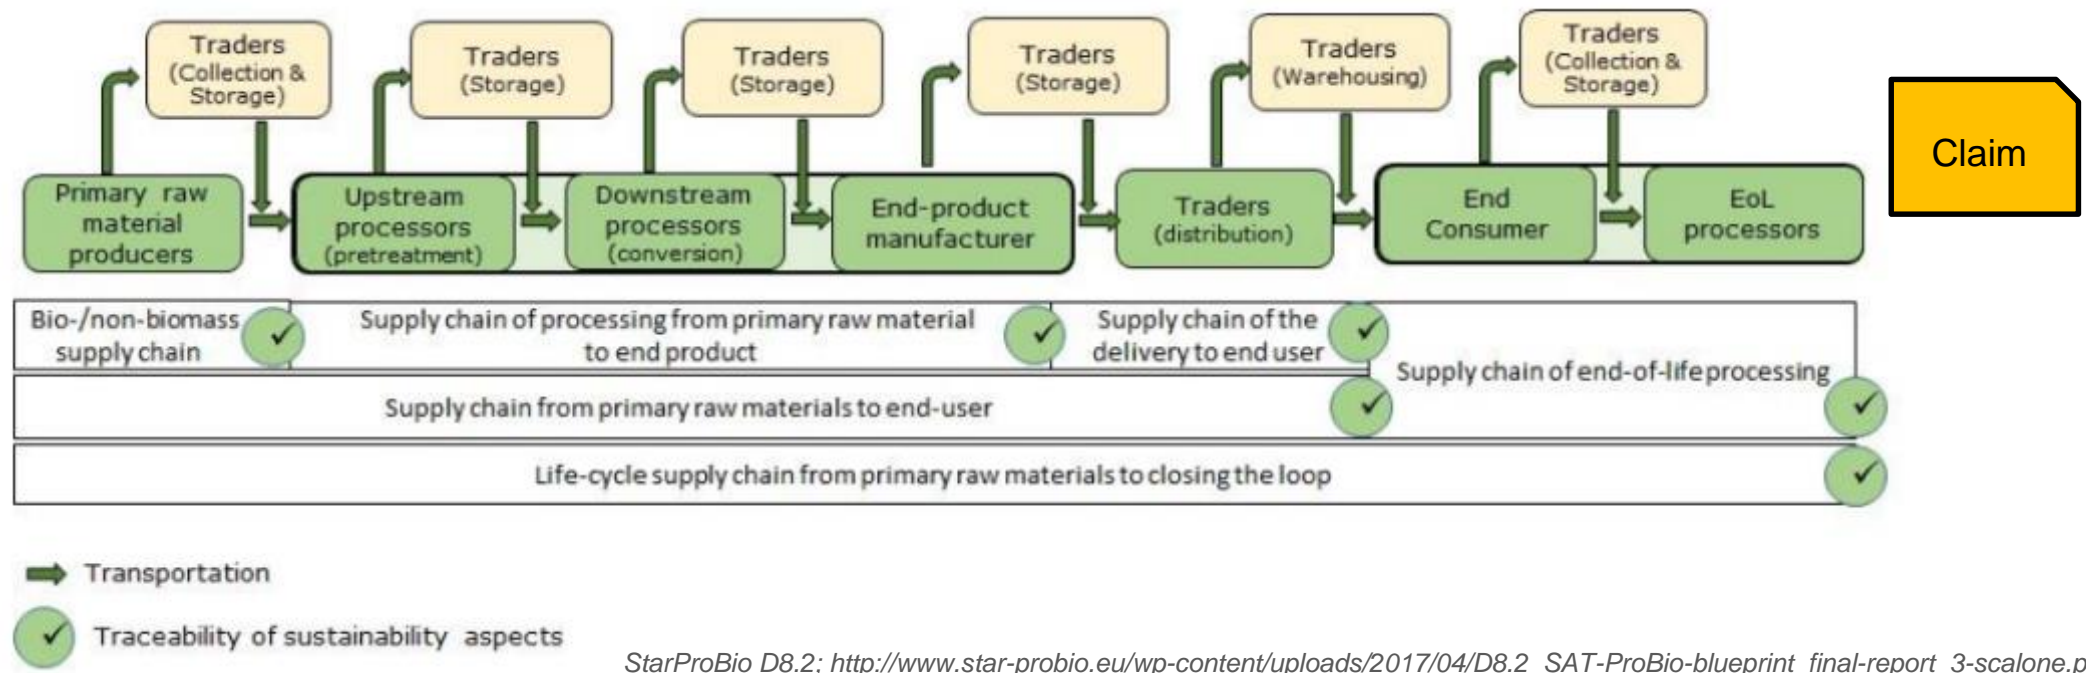 Traders
(Collection &
Storage)
Traders
(Storage)
Traders
(Storage)
Traders
(Storage)
Traders
(Warehousing)
Traders
(Collection &
Storage)
Claim
Primary raw
material
producers
Upstream
processors
(pretreatment)
Downstream
processors
(conversion)
End-product
manufacturer
Traders
(distribution)
End
Consumer
EoL
processors
Bio-/non-biomass
supply chain
Supply chain of processing from primary raw material
to end product
Supply chain of the
delivery to end user
Supply chain of end-of-life processing
Supply chain from primary raw materials to end-user
Life-cycle supply chain from primary raw materials to closing the loop
Transportation
Traceability of sustainability aspects
StarProBio D8.2; http://www.star-probio.eu/wp-content/uploads/2017/04/D8.2_SAT-ProBio-blueprint_final-report_3-scalone.p